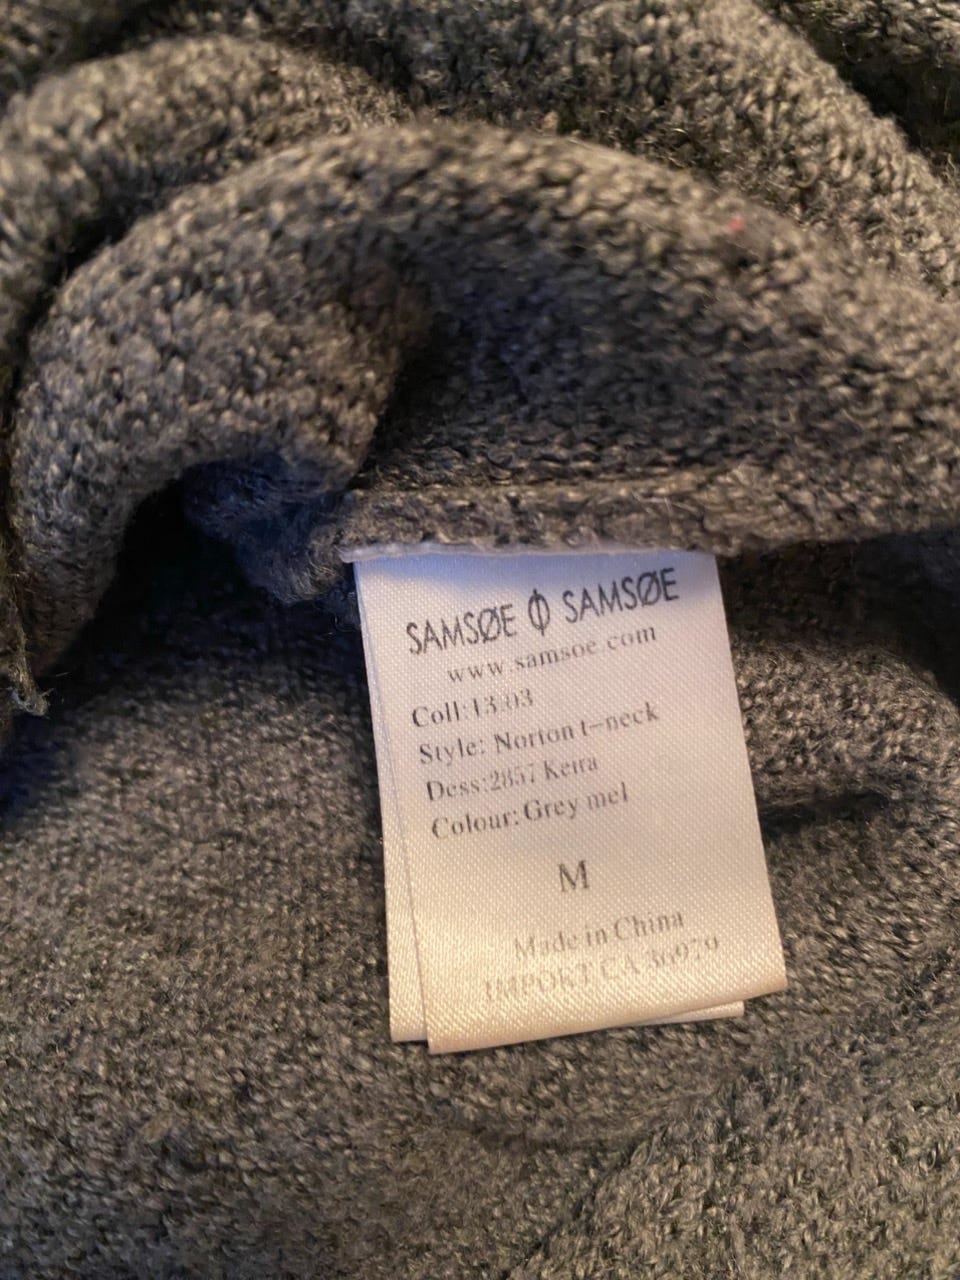 SAMSØE Φ SAMSØE
www.samsoe.com
Coll:13.03
Style: Norton t-neck
Dess:2857 Ketta
Colour: Grey mel
M
Made in China
IMPORT CA 36979